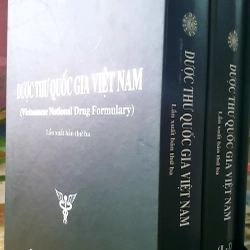 DƯỢC THƯ QUỐC GIA VIỆT NAM
(Vietnamese National Drug Formulary)
Lần xuất bản thứ ba
DƯỢC THƯ QUỐC GIA VIỆT NAM
Lần xuất bản thứ ba
DƯỢC THƯ QUỐC GIA VIỆT NAM
Lần xuất bản thứ ba